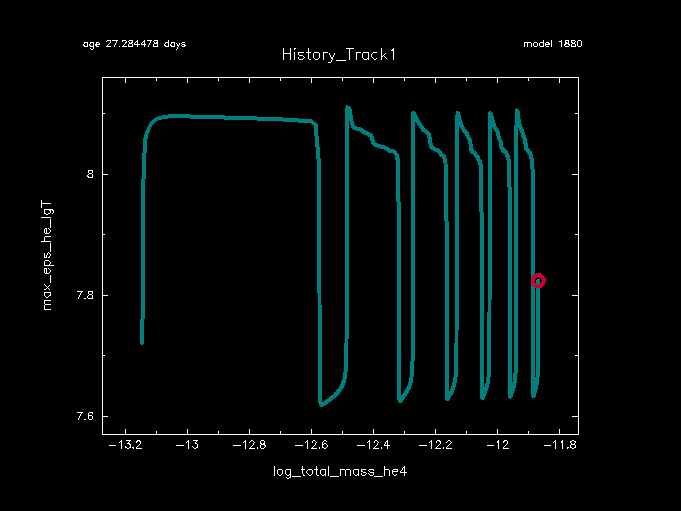 age 27.284478 days
model 1880
History_Track1
8
7.8
7.6
max_eps_he_lgT
−13.2
−13
−12.8
−12.6
−12.4
−12.2
−12
−11.8
log_total_mass_he4